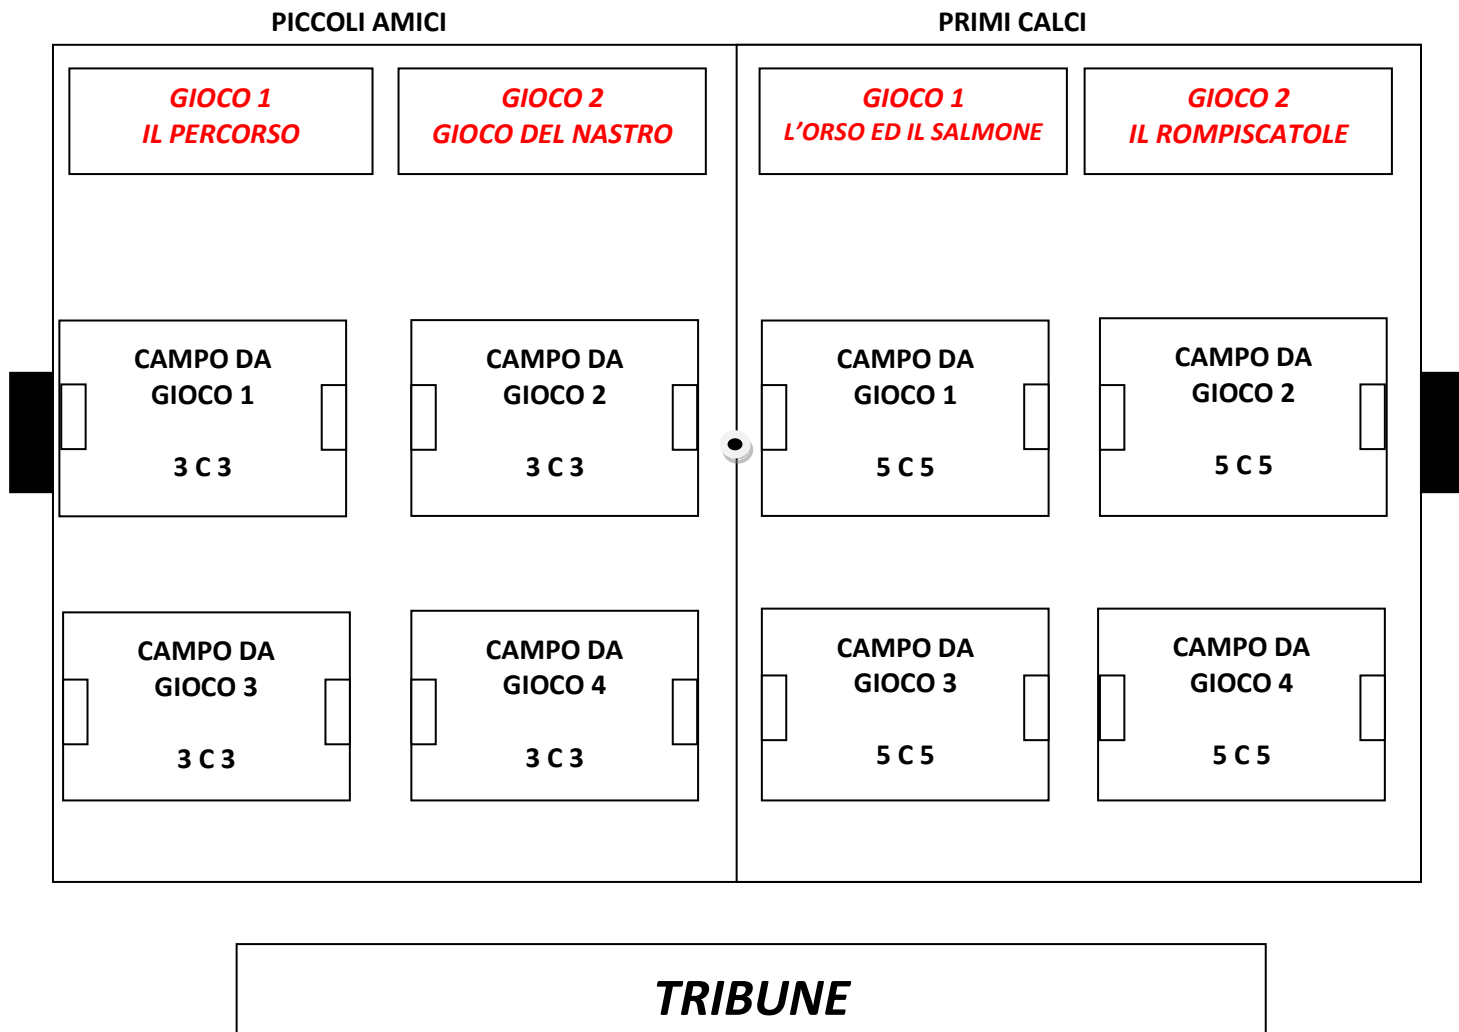 PICCOLI AMICI
PRIMI CALCI
GIOCO 1
IL PERCORSO
GIOCO 2
GIOCO DEL NASTRO
GIOCO 1
L’ORSO ED IL SALMONE
GIOCO 2
IL ROMPISCATOLE
CAMPO DA
GIOCO 1
3 C 3
CAMPO DA
GIOCO 2
3 C 3
CAMPO DA
GIOCO 1
5 C 5
CAMPO DA
GIOCO 2
5 C 5
CAMPO DA
GIOCO 3
3 C 3
CAMPO DA
GIOCO 4
3 C 3
CAMPO DA
GIOCO 3
5 C 5
CAMPO DA
GIOCO 4
5 C 5
TRIBUNE